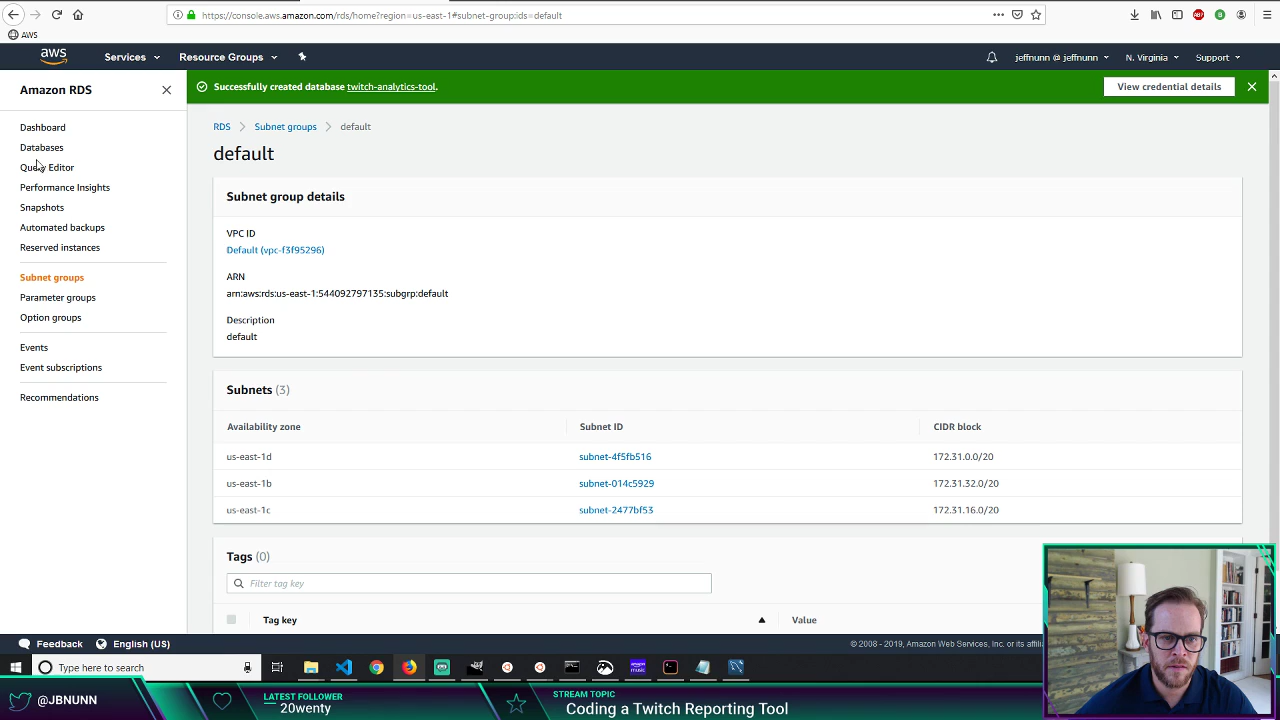 https://console.aws.amazon.com/rds/home?region=us-east-1#subnet-group:ids=default
AWS
aws
Services
Resource Groups
jeffnunn @ jeffnunn
N. Virginia
Support
Amazon RDS
Successfully created database twitch-analytics-tool.
View credential details
Dashboard
Databases
Query Editor
Performance Insights
Snapshots
Automated backups
Reserved instances
Subnet groups
Parameter groups
Option groups
Events
Event subscriptions
Recommendations
RDS
Subnet groups
default
default
Subnet group details
VPC ID
Default (vpc-f3f95296)
ARN
arn:aws:rds:us-east-1:544092797135:subgrp:default
Description
default
Subnets (3)
Availability zone
Subnet ID
CIDR block
us-east-1d
subnet-4f5fb516
172.31.0.0/20
us-east-1b
subnet-014c5929
172.31.32.0/20
us-east-1c
subnet-2477bf53
172.31.16.0/20
Tags (0)
Filter tag key
Tag key
Value
Feedback
English (US)
© 2008 - 2019, Amazon Web Services, Inc. or its affili
Type here to search
@JBNUNN
LATEST FOLLOWER
20wenty
STREAM TOPIC
Coding a Twitch Reporting Tool